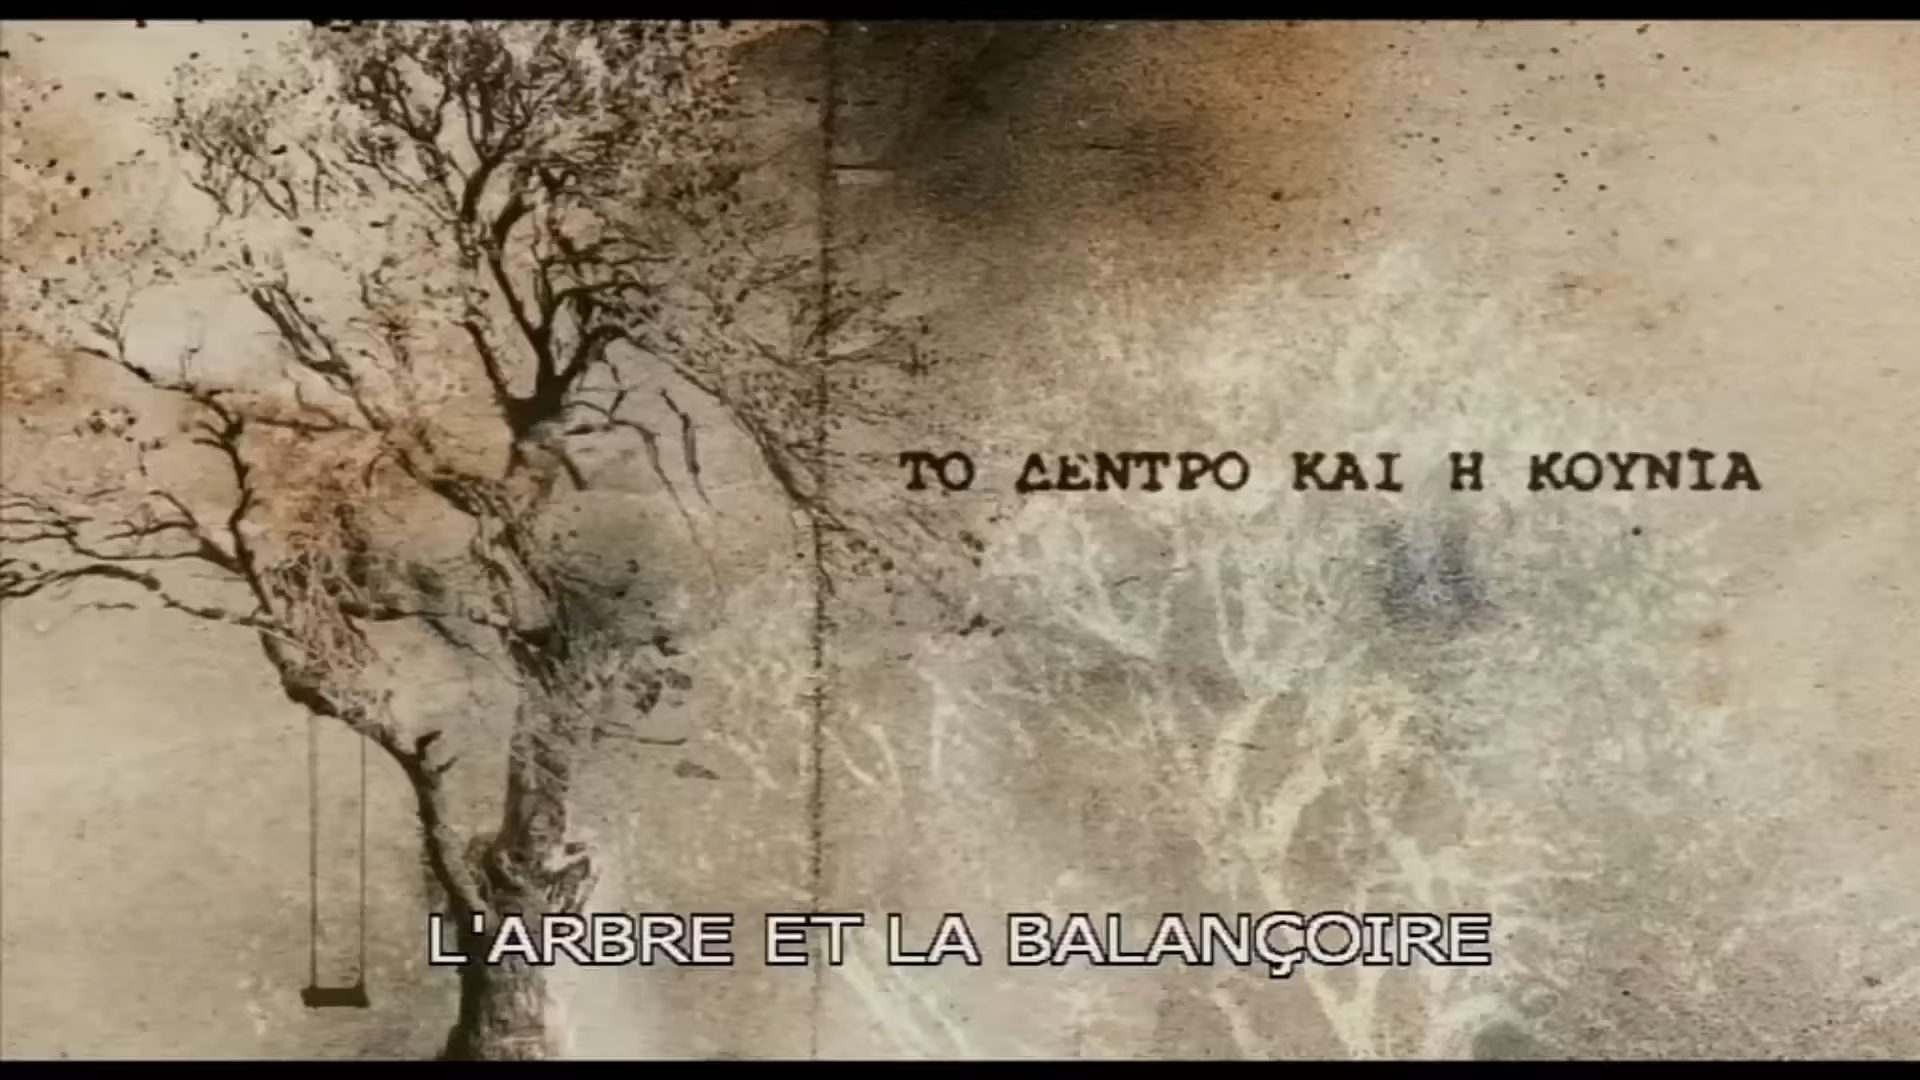 ΤΟ ΔΕΝΤΡΟ ΚΑΙ Η ΚΟΥΝΙΑ
L'ARBRE ET LA BALANÇOIRE